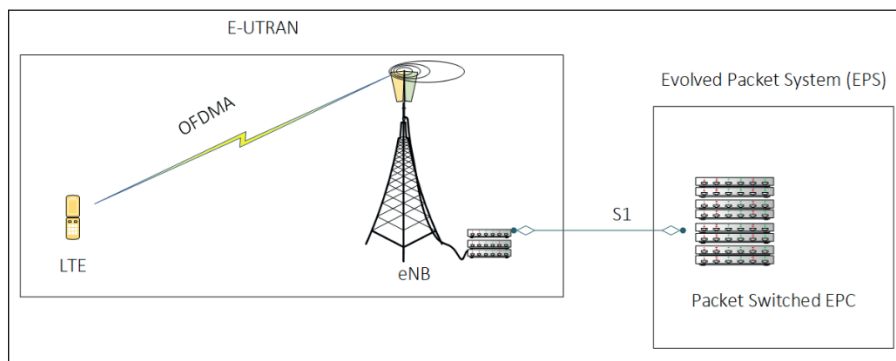 E-UTRAN
Evolved Packet System (EPS)
OFDMA
S1
LTE
eNB
Packet Switched EPC